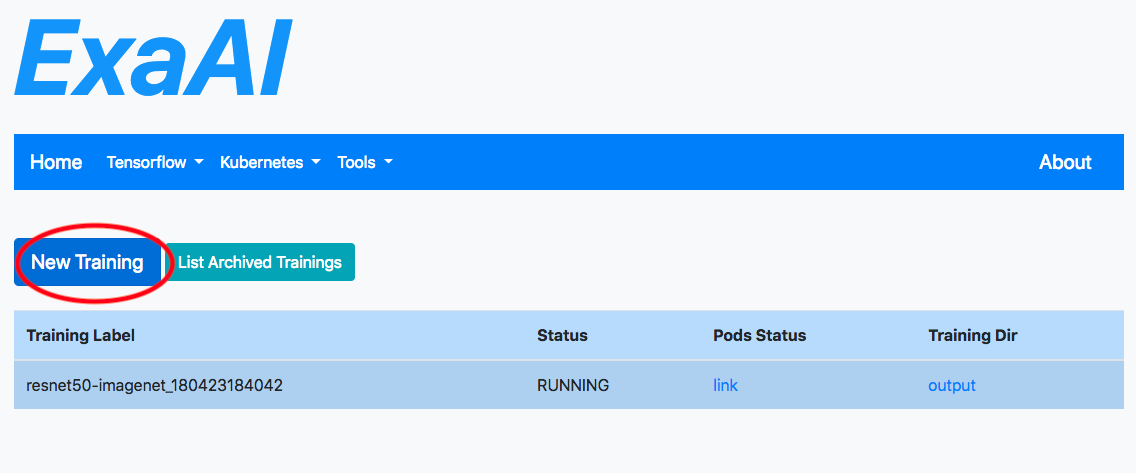 ExaAI
Home Tensorflow Kubernetes Tools About
New Training List Archived Trainings
Training Label Status Pods Status Training Dir
resnet50-imagenet_180423184042 RUNNING link output